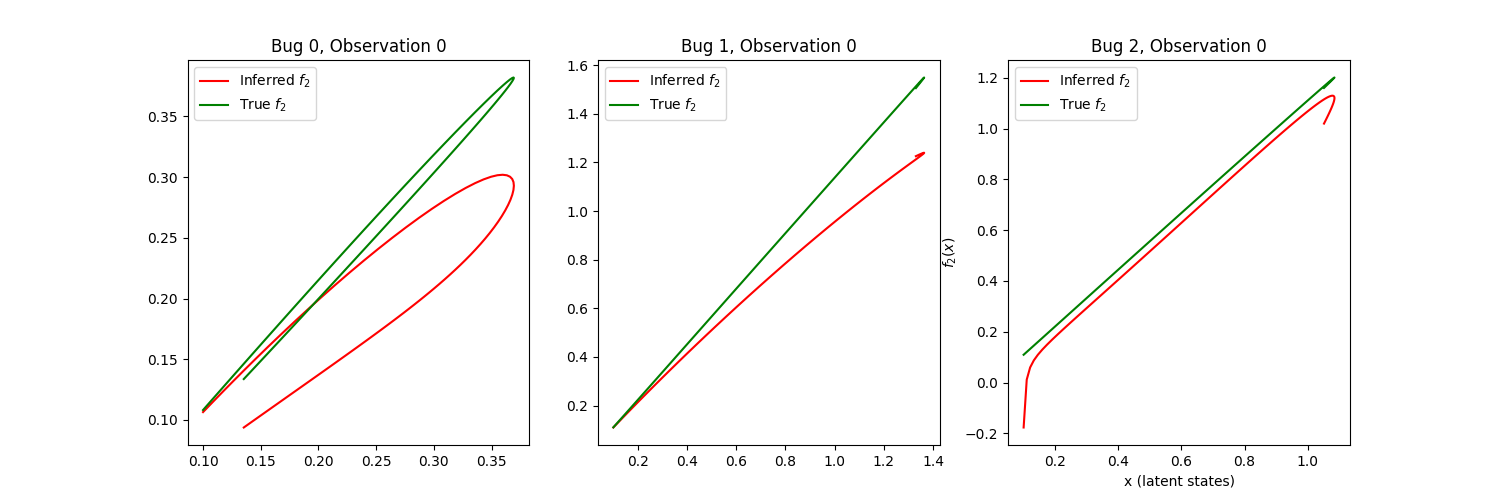 Bug 0, Observation 0
Inferred f₂
True f₂
0.35
0.30
0.25
0.20
0.15
0.10
0.10 0.15 0.20 0.25 0.30 0.35
Bug 1, Observation 0
Inferred f₂
True f₂
1.6
1.4
1.2
1.0
0.8
0.6
0.4
0.2
0.2 0.4 0.6 0.8 1.0 1.2 1.4
Bug 2, Observation 0
Inferred f₂
True f₂
f₂(x)
1.2
1.0
0.8
0.6
0.4
0.2
0.0
−0.2
0.2 0.4 0.6 0.8 1.0
x (latent states)